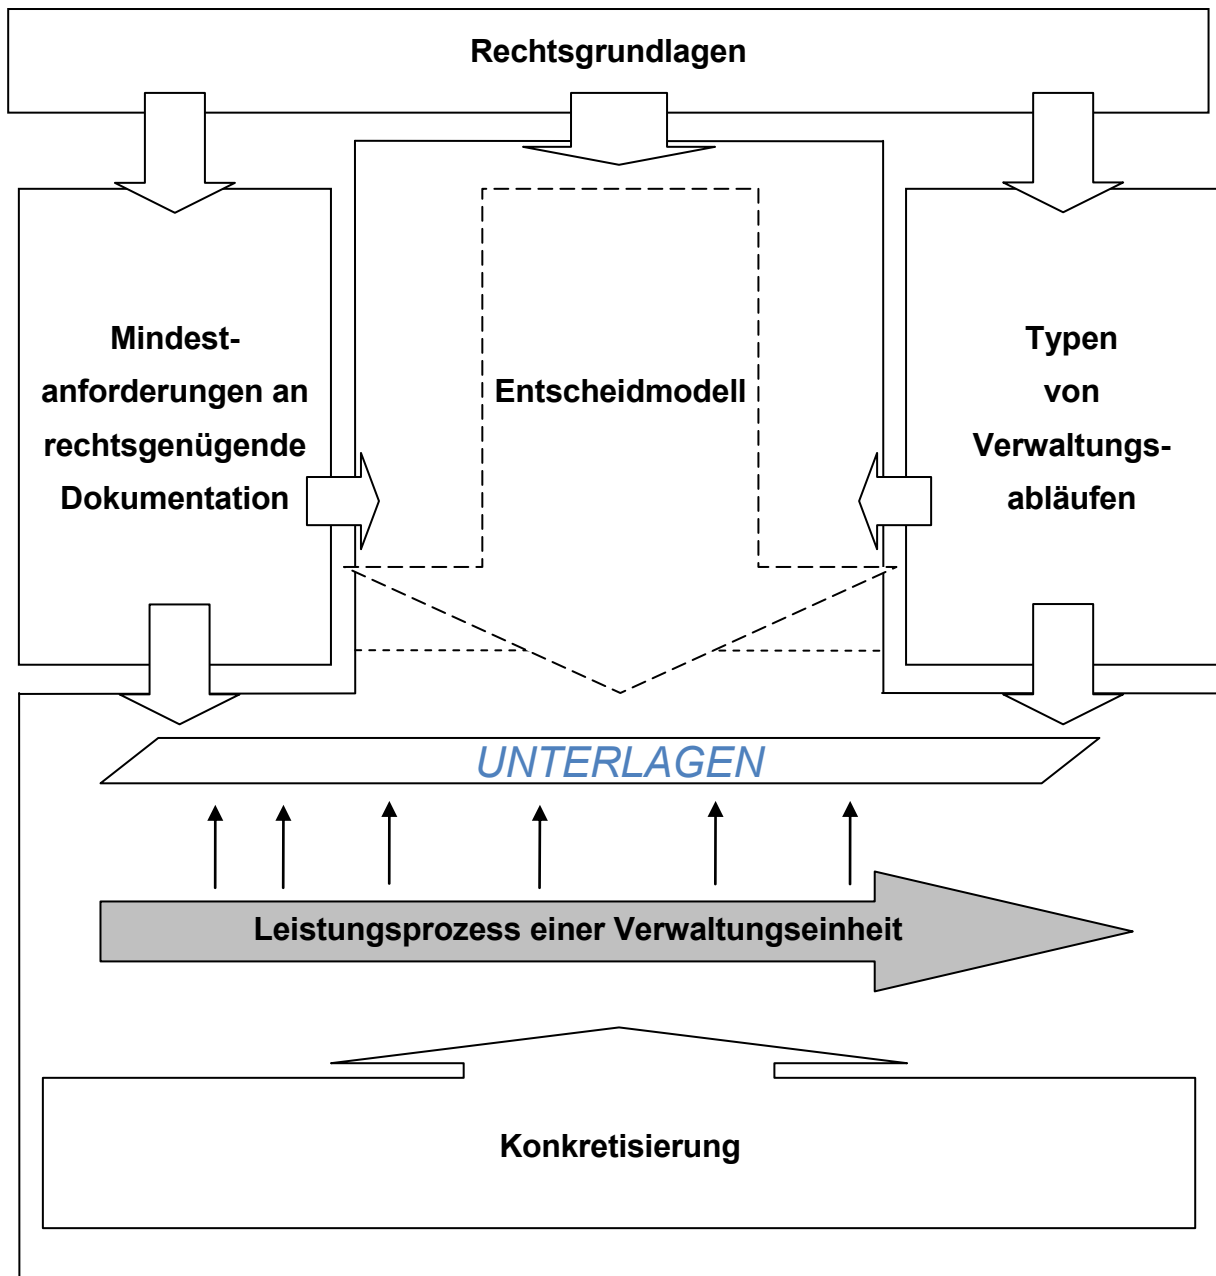 Rechtsgrundlagen
Mindest-
anforderungen an
rechtsgenügende
Dokumentation
Entscheidmodell
Typen
von
Verwaltungs-
abläufen
UNTERLAGEN
Leistungsprozess einer Verwaltungseinheit
Konkretisierung